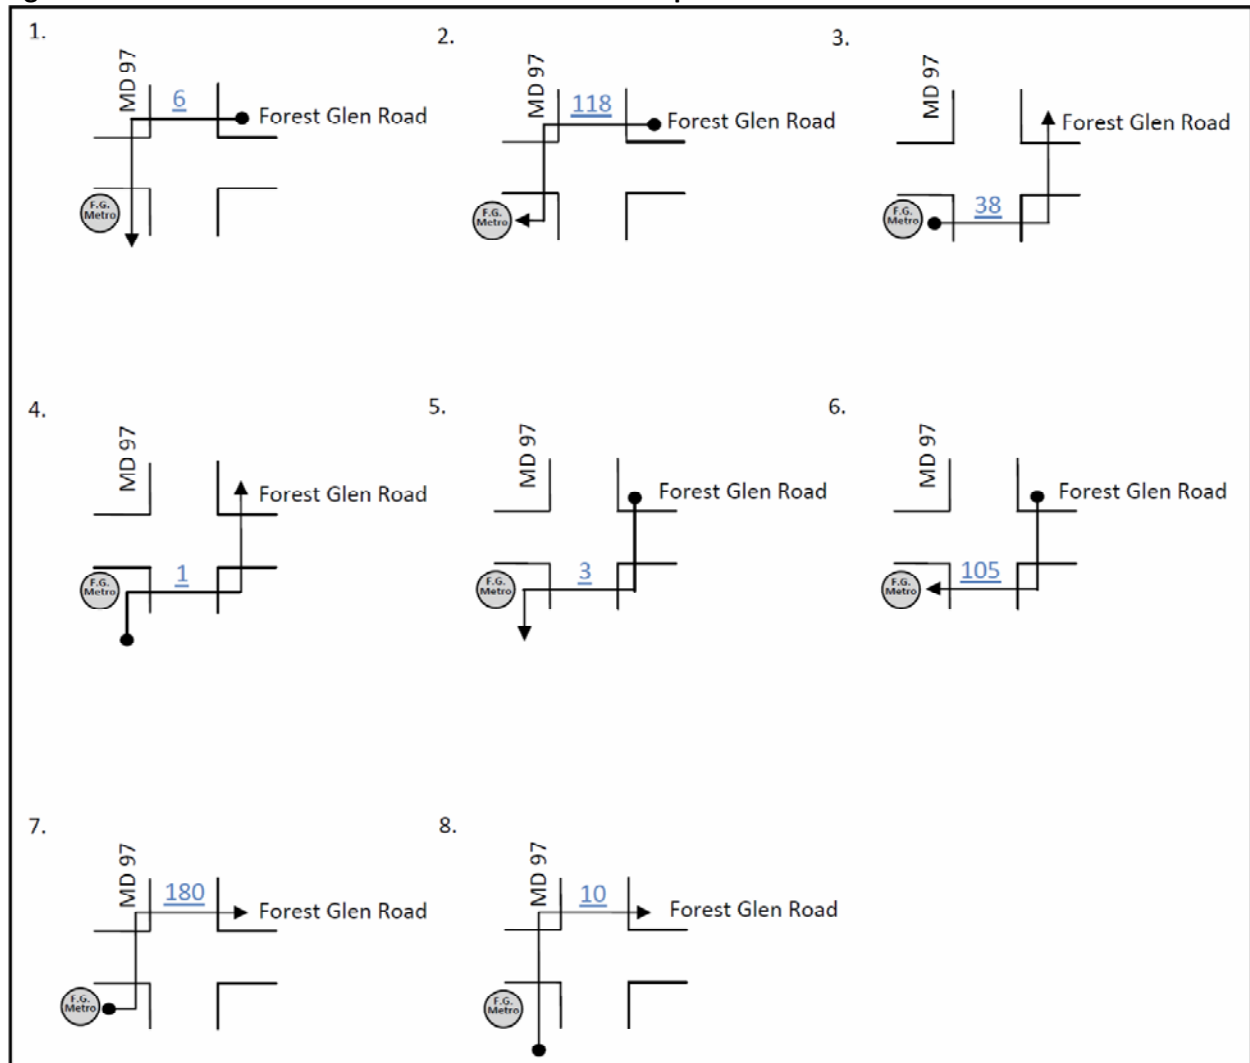 1.
MD 97
6
Forest Glen Road
F.G.
Metro
2.
MD 97
118
Forest Glen Road
F.G.
Metro
3.
MD 97
Forest Glen Road
F.G.
Metro
38
4.
MD 97
Forest Glen Road
F.G.
Metro
1
5.
MD 97
Forest Glen Road
F.G.
Metro
3
6.
MD 97
Forest Glen Road
F.G.
Metro
105
7.
MD 97
180
Forest Glen Road
F.G.
Metro
8.
MD 97
10
Forest Glen Road
F.G.
Metro